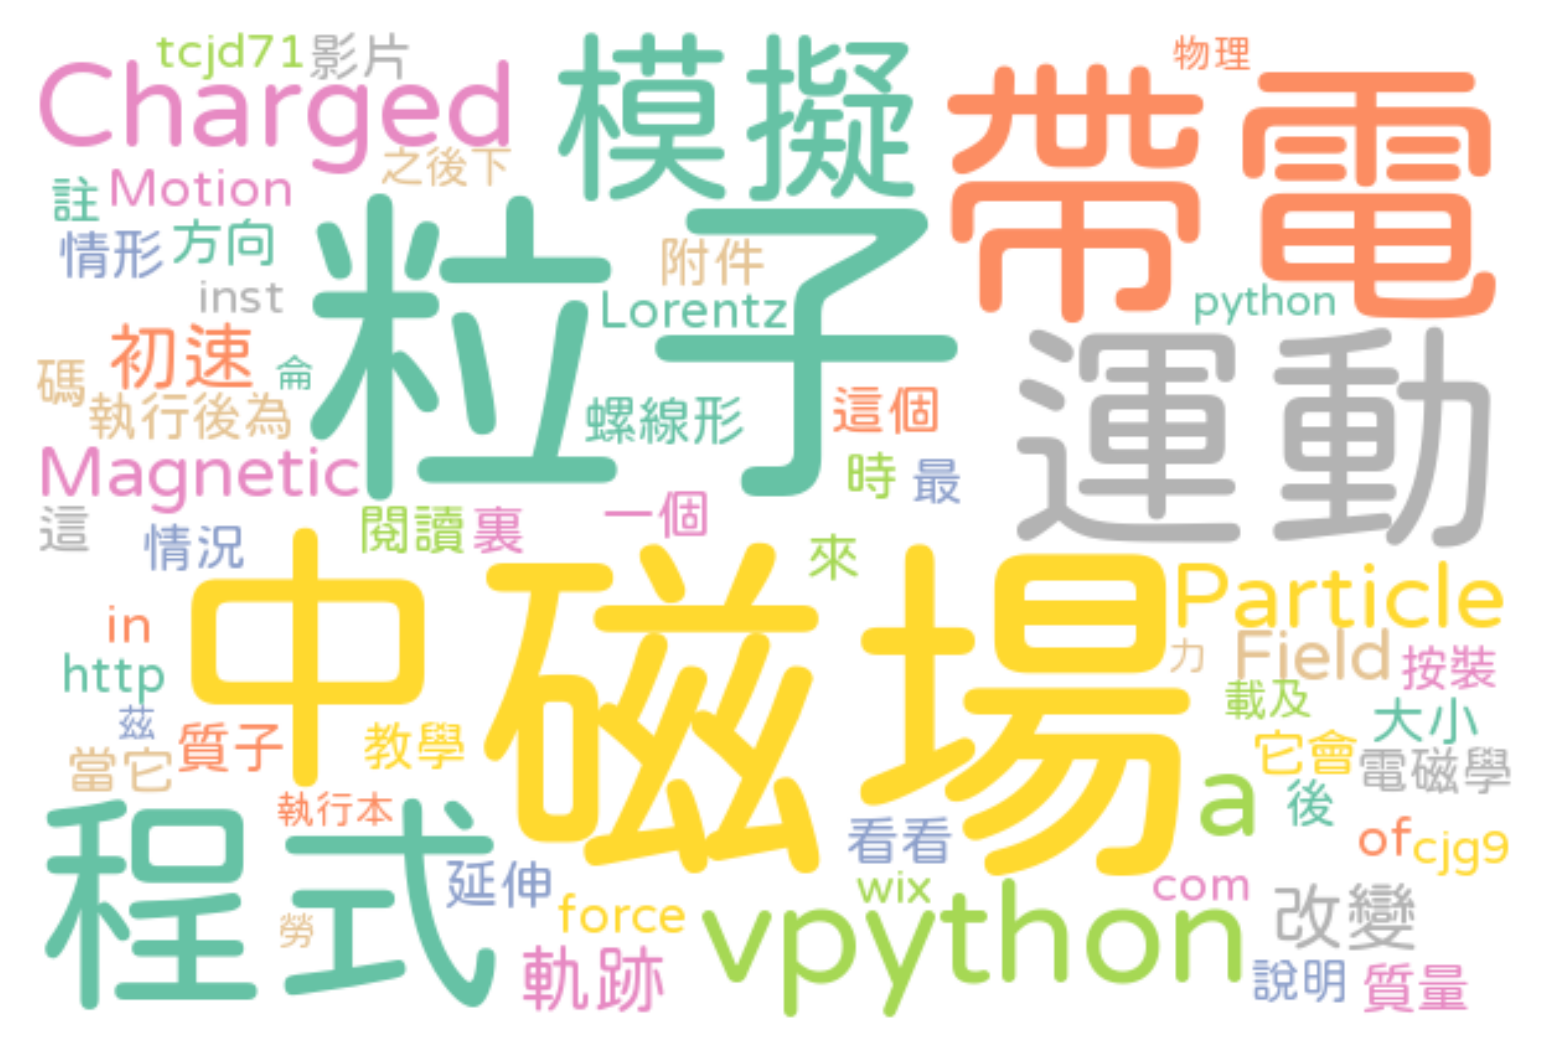 tcjd71
影片
Charged
模擬
物理
帶電
之後下
註
Motion
情形
方向
粒子
附件
inst
Lorentz
python
初速
侖
碼
執行後為
螺線形
這個
運動
Magnetic
時
最
這
情況
閱讀
裏
一個
來
中
磁場
Particle
in
http
力
Field
按裝
茲
載及
大小
當它
質子
教學
它會
電磁學
程式
執行本
a
後
看看
of
cjg9
延伸
wix
com
勞
force
vpython
改變
軌跡
說明
質量